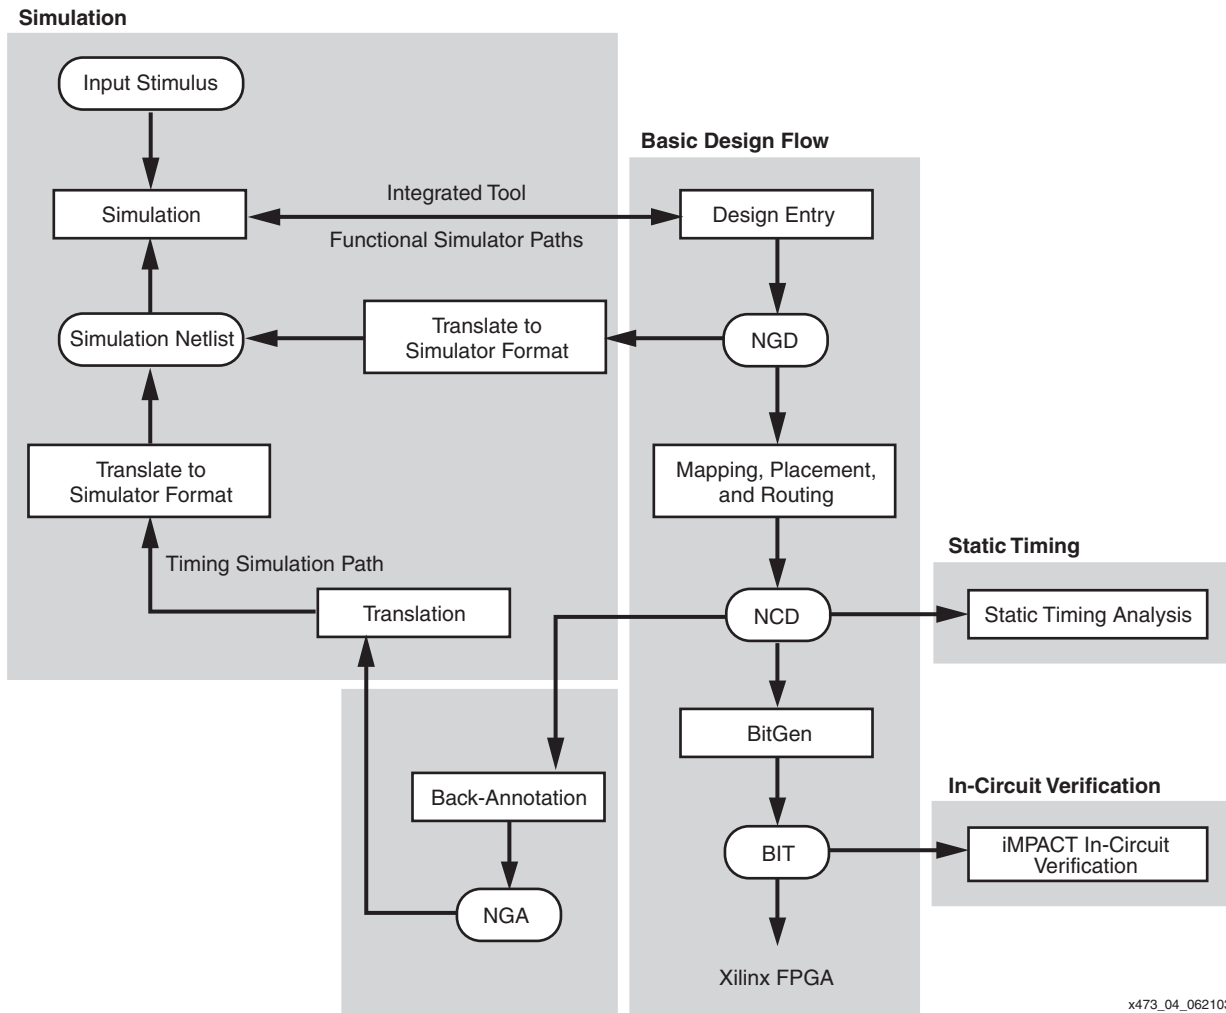 Simulation
Input Stimulus
Basic Design Flow
Simulation
Integrated Tool
Functional Simulator Paths
Design Entry
Simulation Netlist
Translate to
Simulator Format
NGD
Translate to
Simulator Format
Mapping, Placement,
and Routing
Timing Simulation Path
Translation
NCD
Static Timing
Static Timing Analysis
BitGen
Back-Annotation
In-Circuit Verification
BIT
iMPACT In-Circuit
Verification
NGA
Xilinx FPGA
x473_04_062103